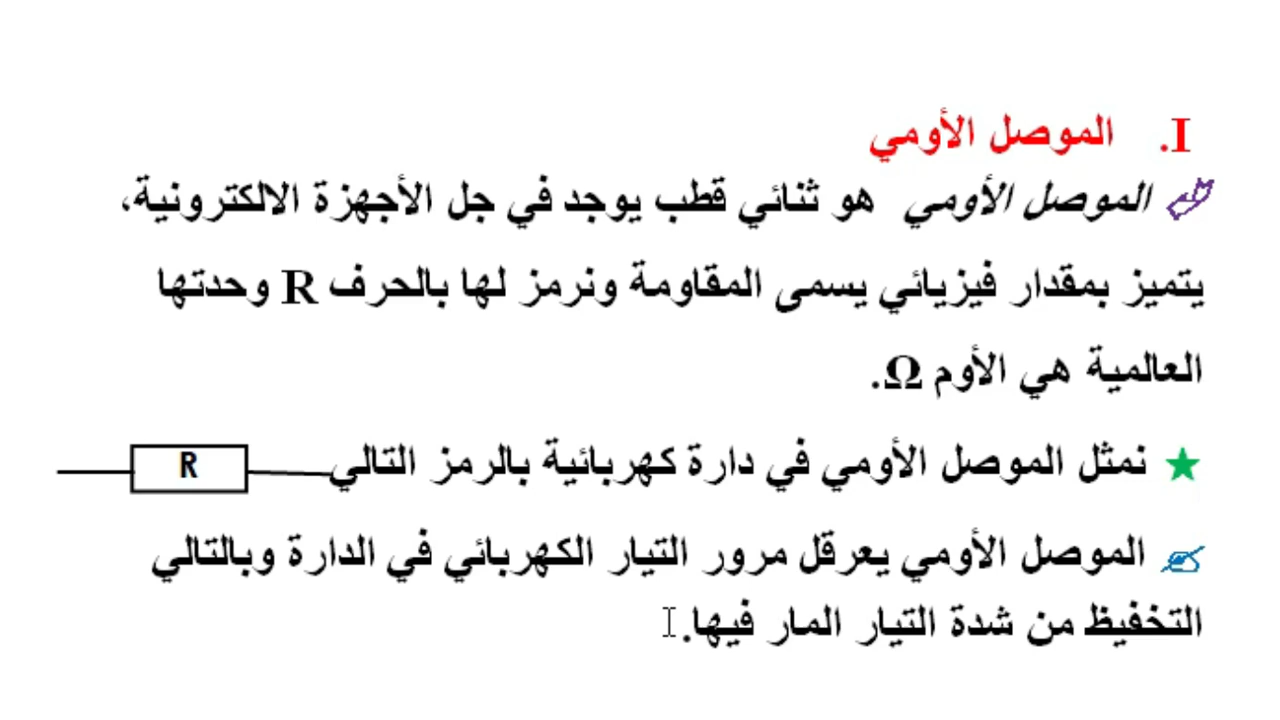 I. الموصل الأومي
الموصل الأومي هو ثنائي قطب يوجد في جل الأجهزة الالكترونية،
يتميز بمقدار فيزيائي يسمى المقاومة ونرمز لها بالحرف R وحدتها
العالمية هي الأوم Ω.
نمثل الموصل الأومي في دارة كهربائية بالرمز التالي R
الموصل الأومي يعرقل مرور التيار الكهربائي في الدارة وبالتالي
التخفيظ من شدة التيار المار فيها.